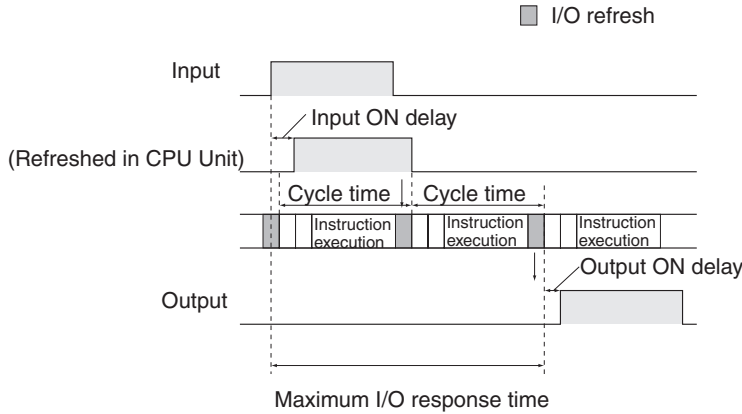 I/O refresh
Input
Input ON delay
(Refreshed in CPU Unit)
Cycle time
Cycle time
Instruction
execution
Instruction
execution
Instruction
execution
Output ON delay
Output
Maximum I/O response time